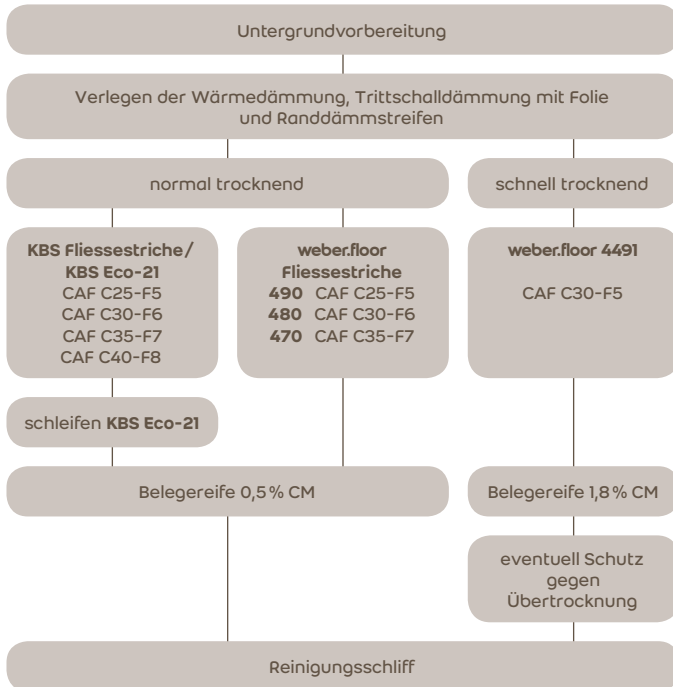 Untergrundvorbereitung
Verlegen der Wärmedämmung, Trittschalldämmung mit Folie
und Randdämmstreifen
normal trocknend
schnell trocknend
KBS Fliessestriche/
KBS Eco-21
CAF C25-F5
CAF C30-F6
CAF C35-F7
CAF C40-F8
weber.floor
Fliessestriche
490 CAF C25-F5
480 CAF C30-F6
470 CAF C35-F7
weber.floor 4491
CAF C30-F5
schleifen KBS Eco-21
Belegereife 0,5% CM
Belegereife 1,8% CM
eventuell Schutz
gegen
Übertrocknung
Reinigungsschliff